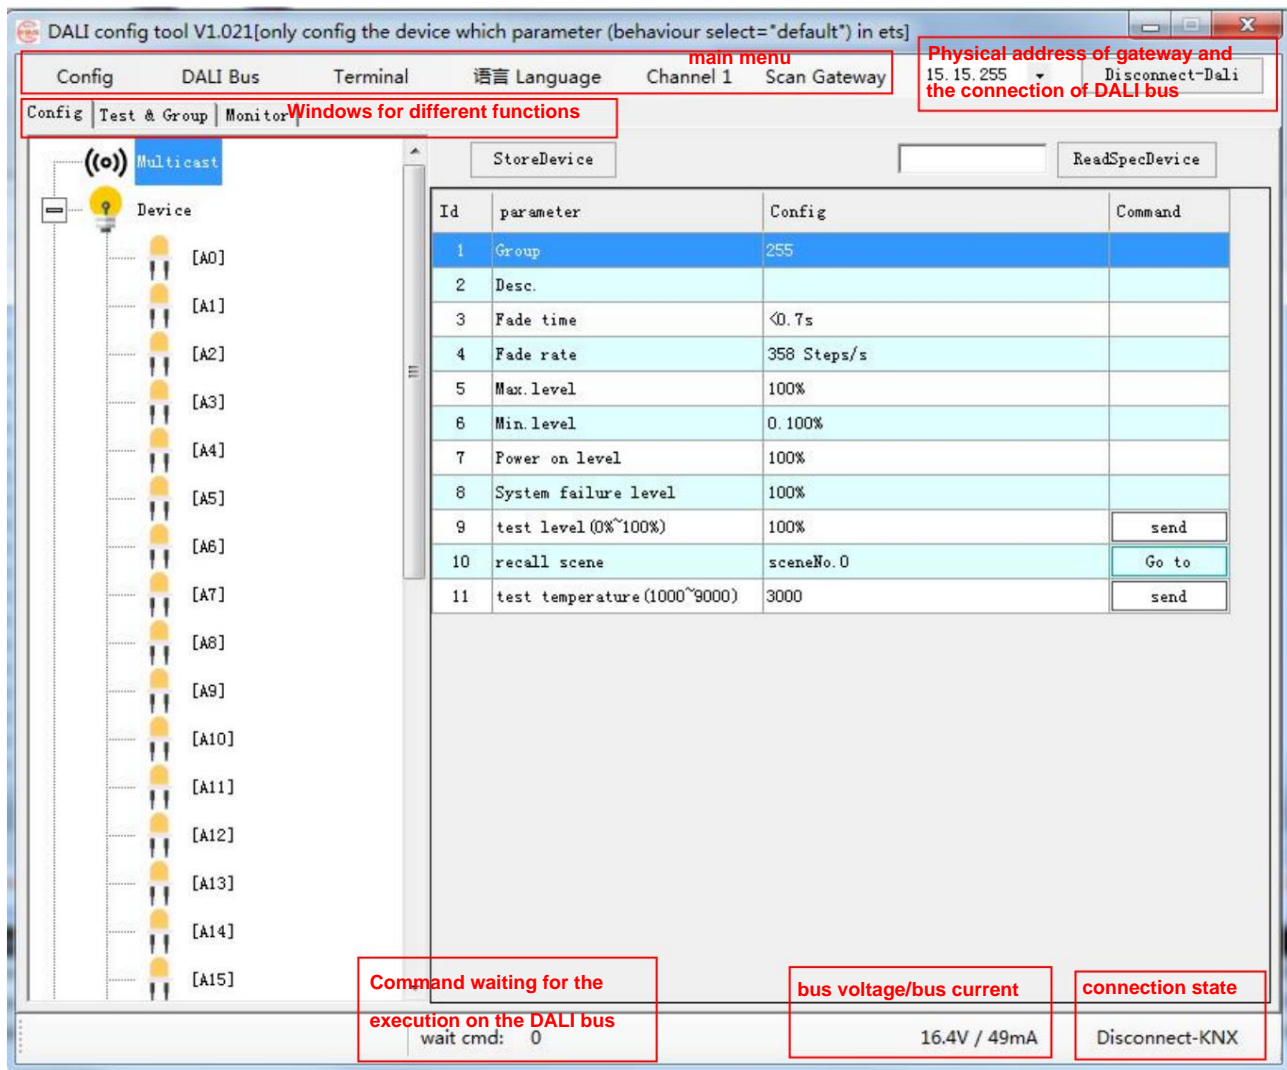 DALI config tool V1.021[only config the device which parameter (behaviour select="default") in ets]
main menu
Config DALI Bus Terminal 语言 Language Channel 1 Scan Gateway
Physical address of gateway and
15.15.255 Disconnect-Dali
the connection of DALI bus
Config Test & Group Monitor Windows for different functions
Multicast StoreDevice ReadSpecDevice
Device
Id parameter Config Command
1 Group 255
2 Desc.
3 Fade time <0.7s
4 Fade rate 358 Steps/s
5 Max.level 100%
6 Min.level 0.100%
7 Power on level 100%
8 System failure level 100%
9 test level(0%~100%) 100% send
10 recall scene sceneNo.0 Go to
11 test temperature(1000~9000) 3000 send
[A0]
[A1]
[A2]
[A3]
[A4]
[A5]
[A6]
[A7]
[A8]
[A9]
[A10]
[A11]
[A12]
[A13]
[A14]
[A15]
Command waiting for the
execution on the DALI bus
wait cmd: 0
bus voltage/bus current
16.4V / 49mA
connection state
Disconnect-KNX